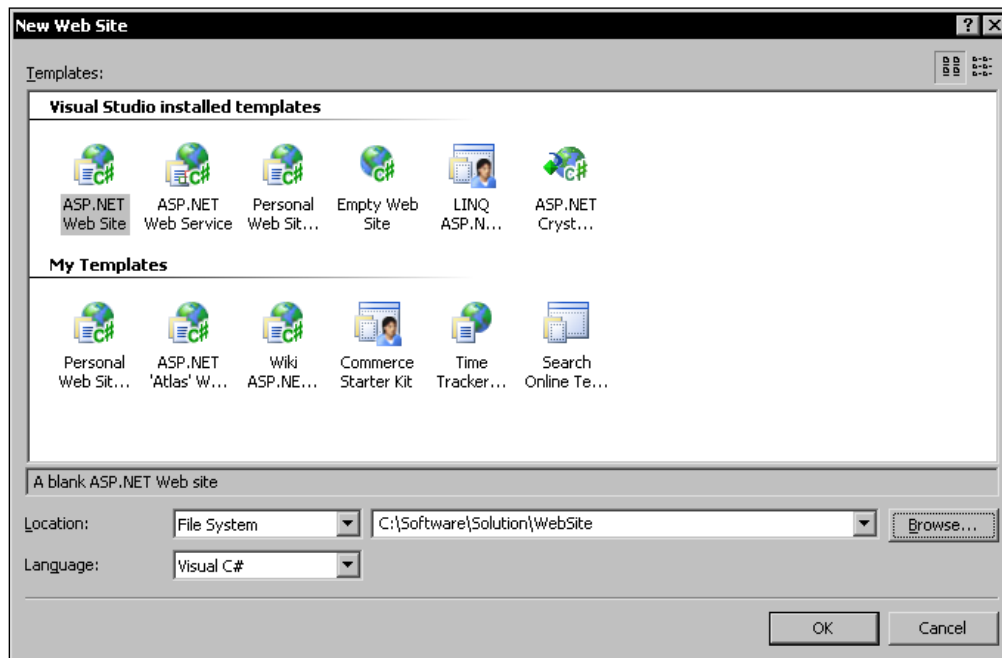 New Web Site
Templates:
Visual Studio installed templates
ASP.NET Web Site
ASP.NET Web Service
Personal Web Sit...
Empty Web Site
LINQ ASP.N...
ASP.NET Cryst...
My Templates
Personal Web Sit...
ASP.NET 'Atlas' W...
Wiki ASP.NE...
Commerce Starter Kit
Time Tracker...
Search Online Te...
A blank ASP.NET Web site
Location:
File System
C:\Software\Solution\WebSite
Browse...
Language:
Visual C#
OK
Cancel